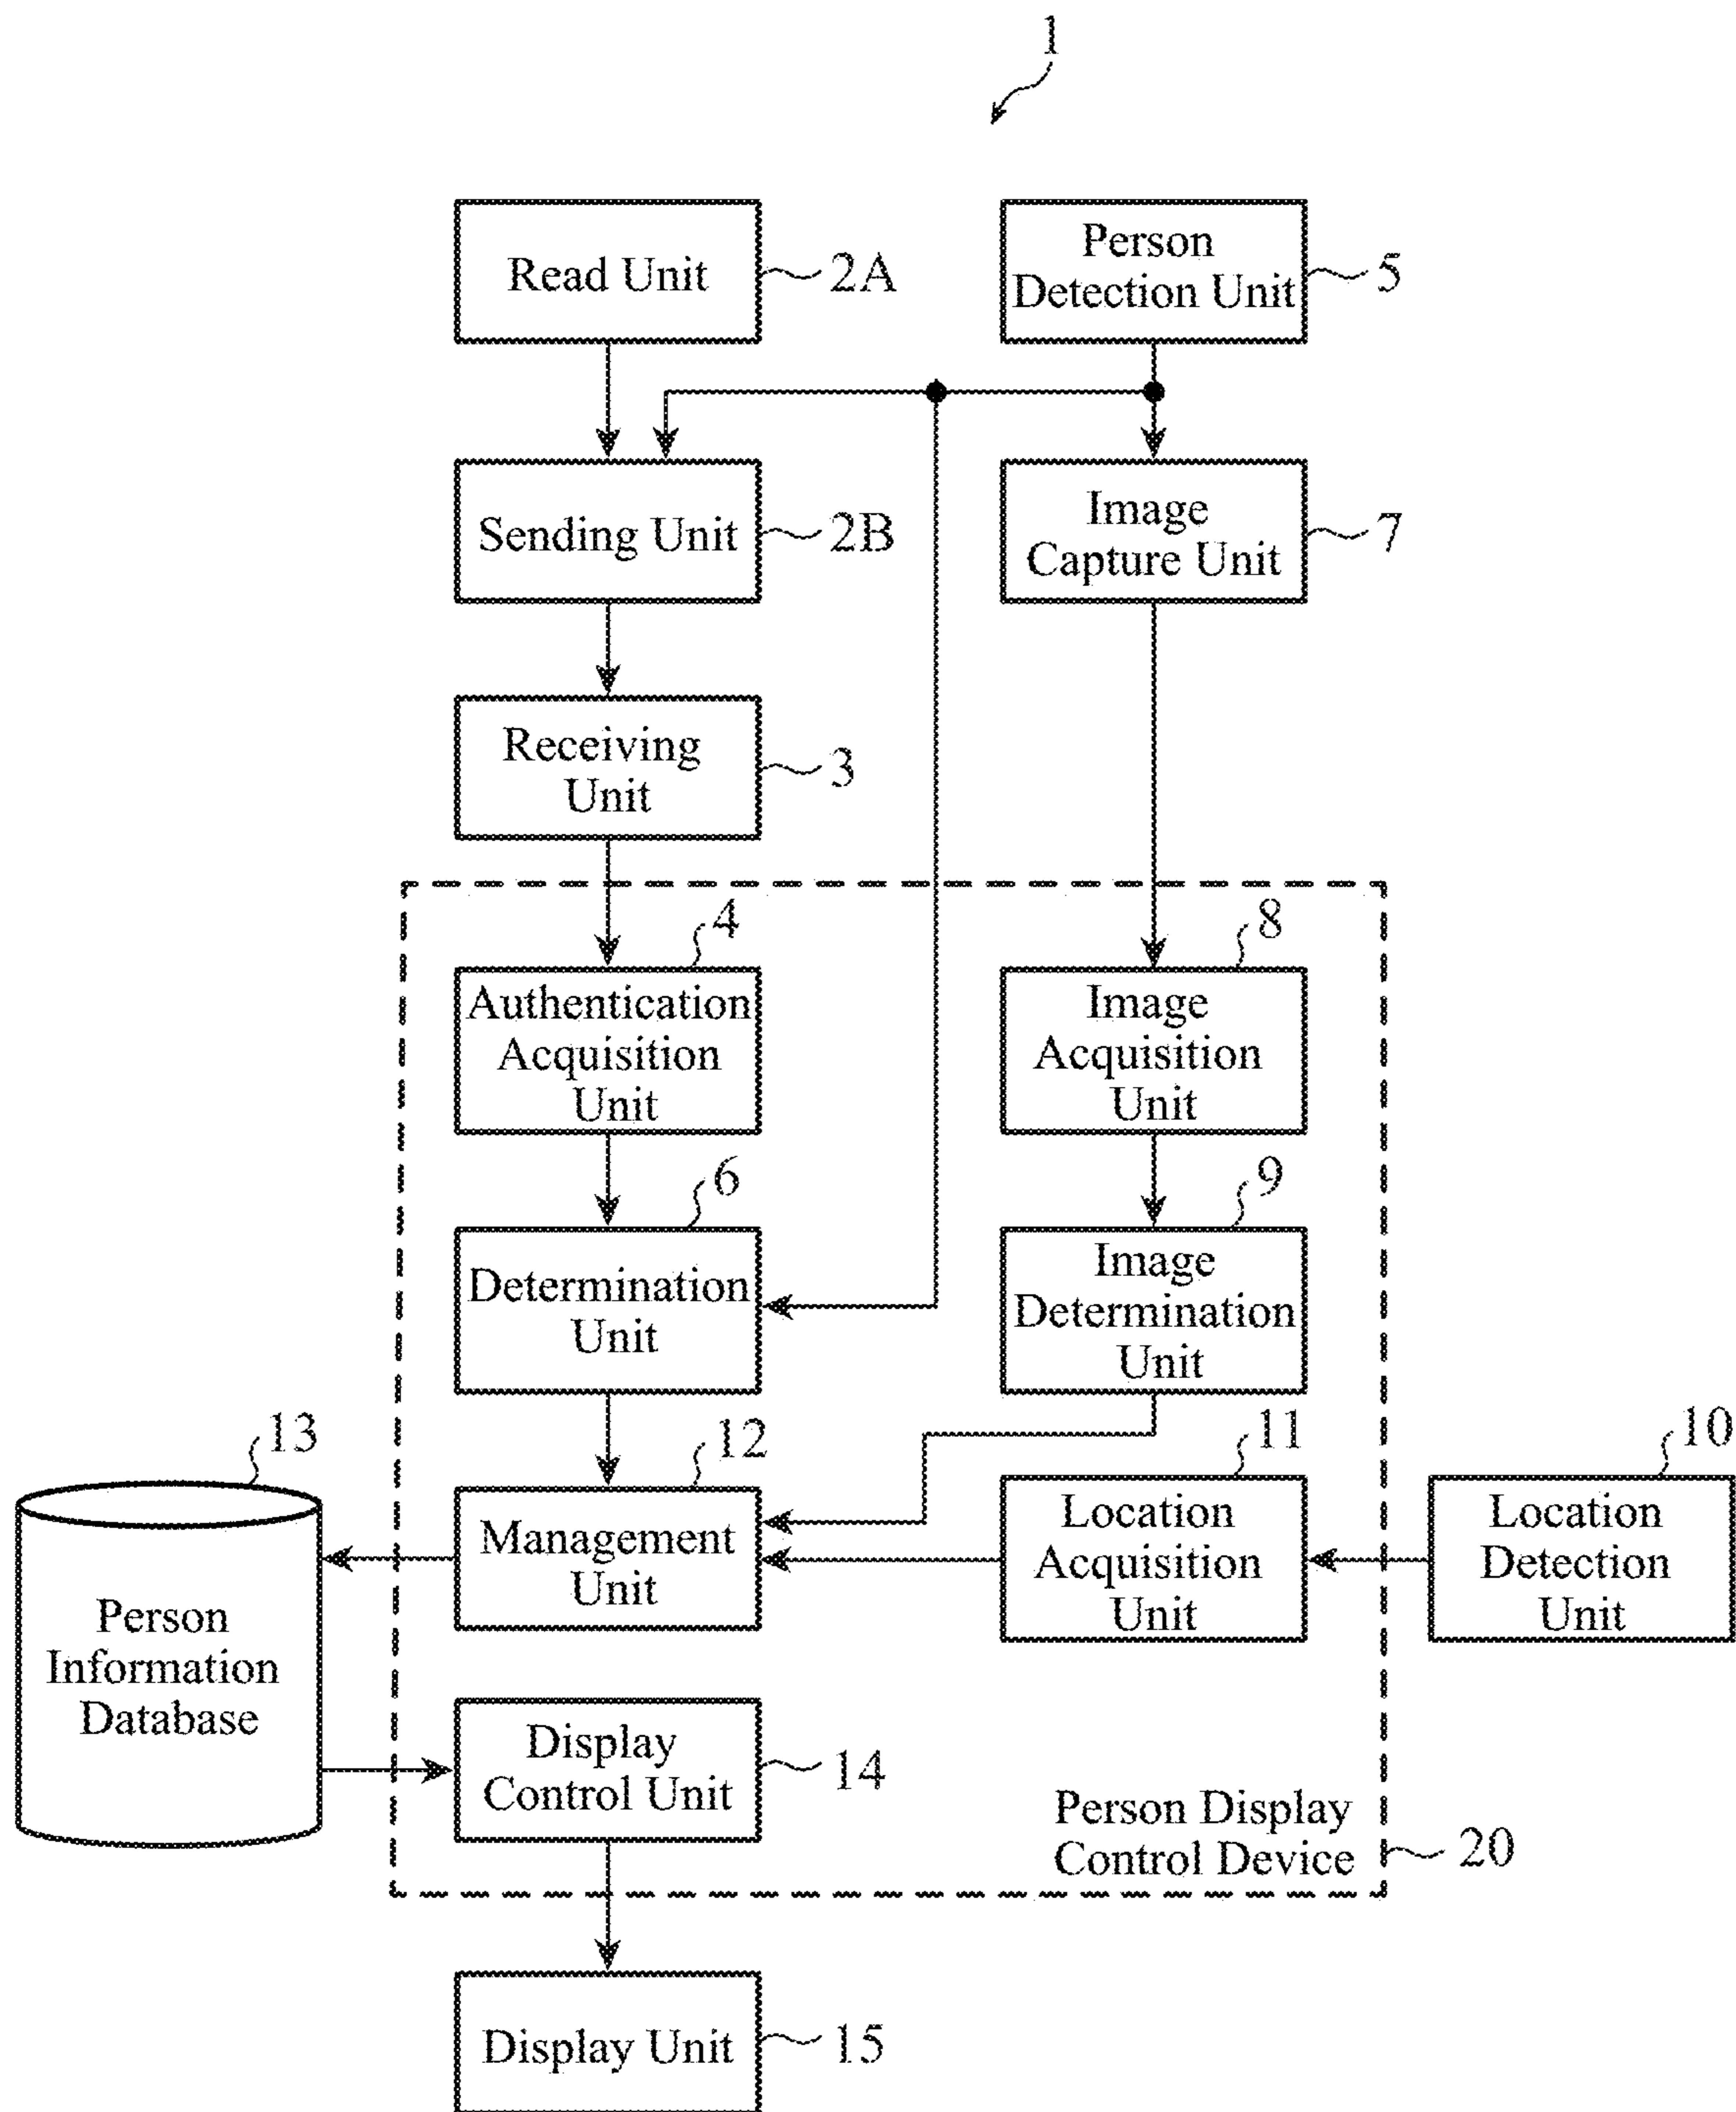 1
Read Unit
2A
Person
Detection Unit
5
Sending Unit
2B
Image
Capture Unit
7
Receiving
Unit
3
4
Authentication
Acquisition
Unit
8
Image
Acquisition
Unit
6
Determination
Unit
9
Image
Determination
Unit
13
Person
Information
Database
12
Management
Unit
11
Location
Acquisition
Unit
10
Location
Detection
Unit
Display
Control Unit
14
Person Display
Control Device
20
Display Unit
15